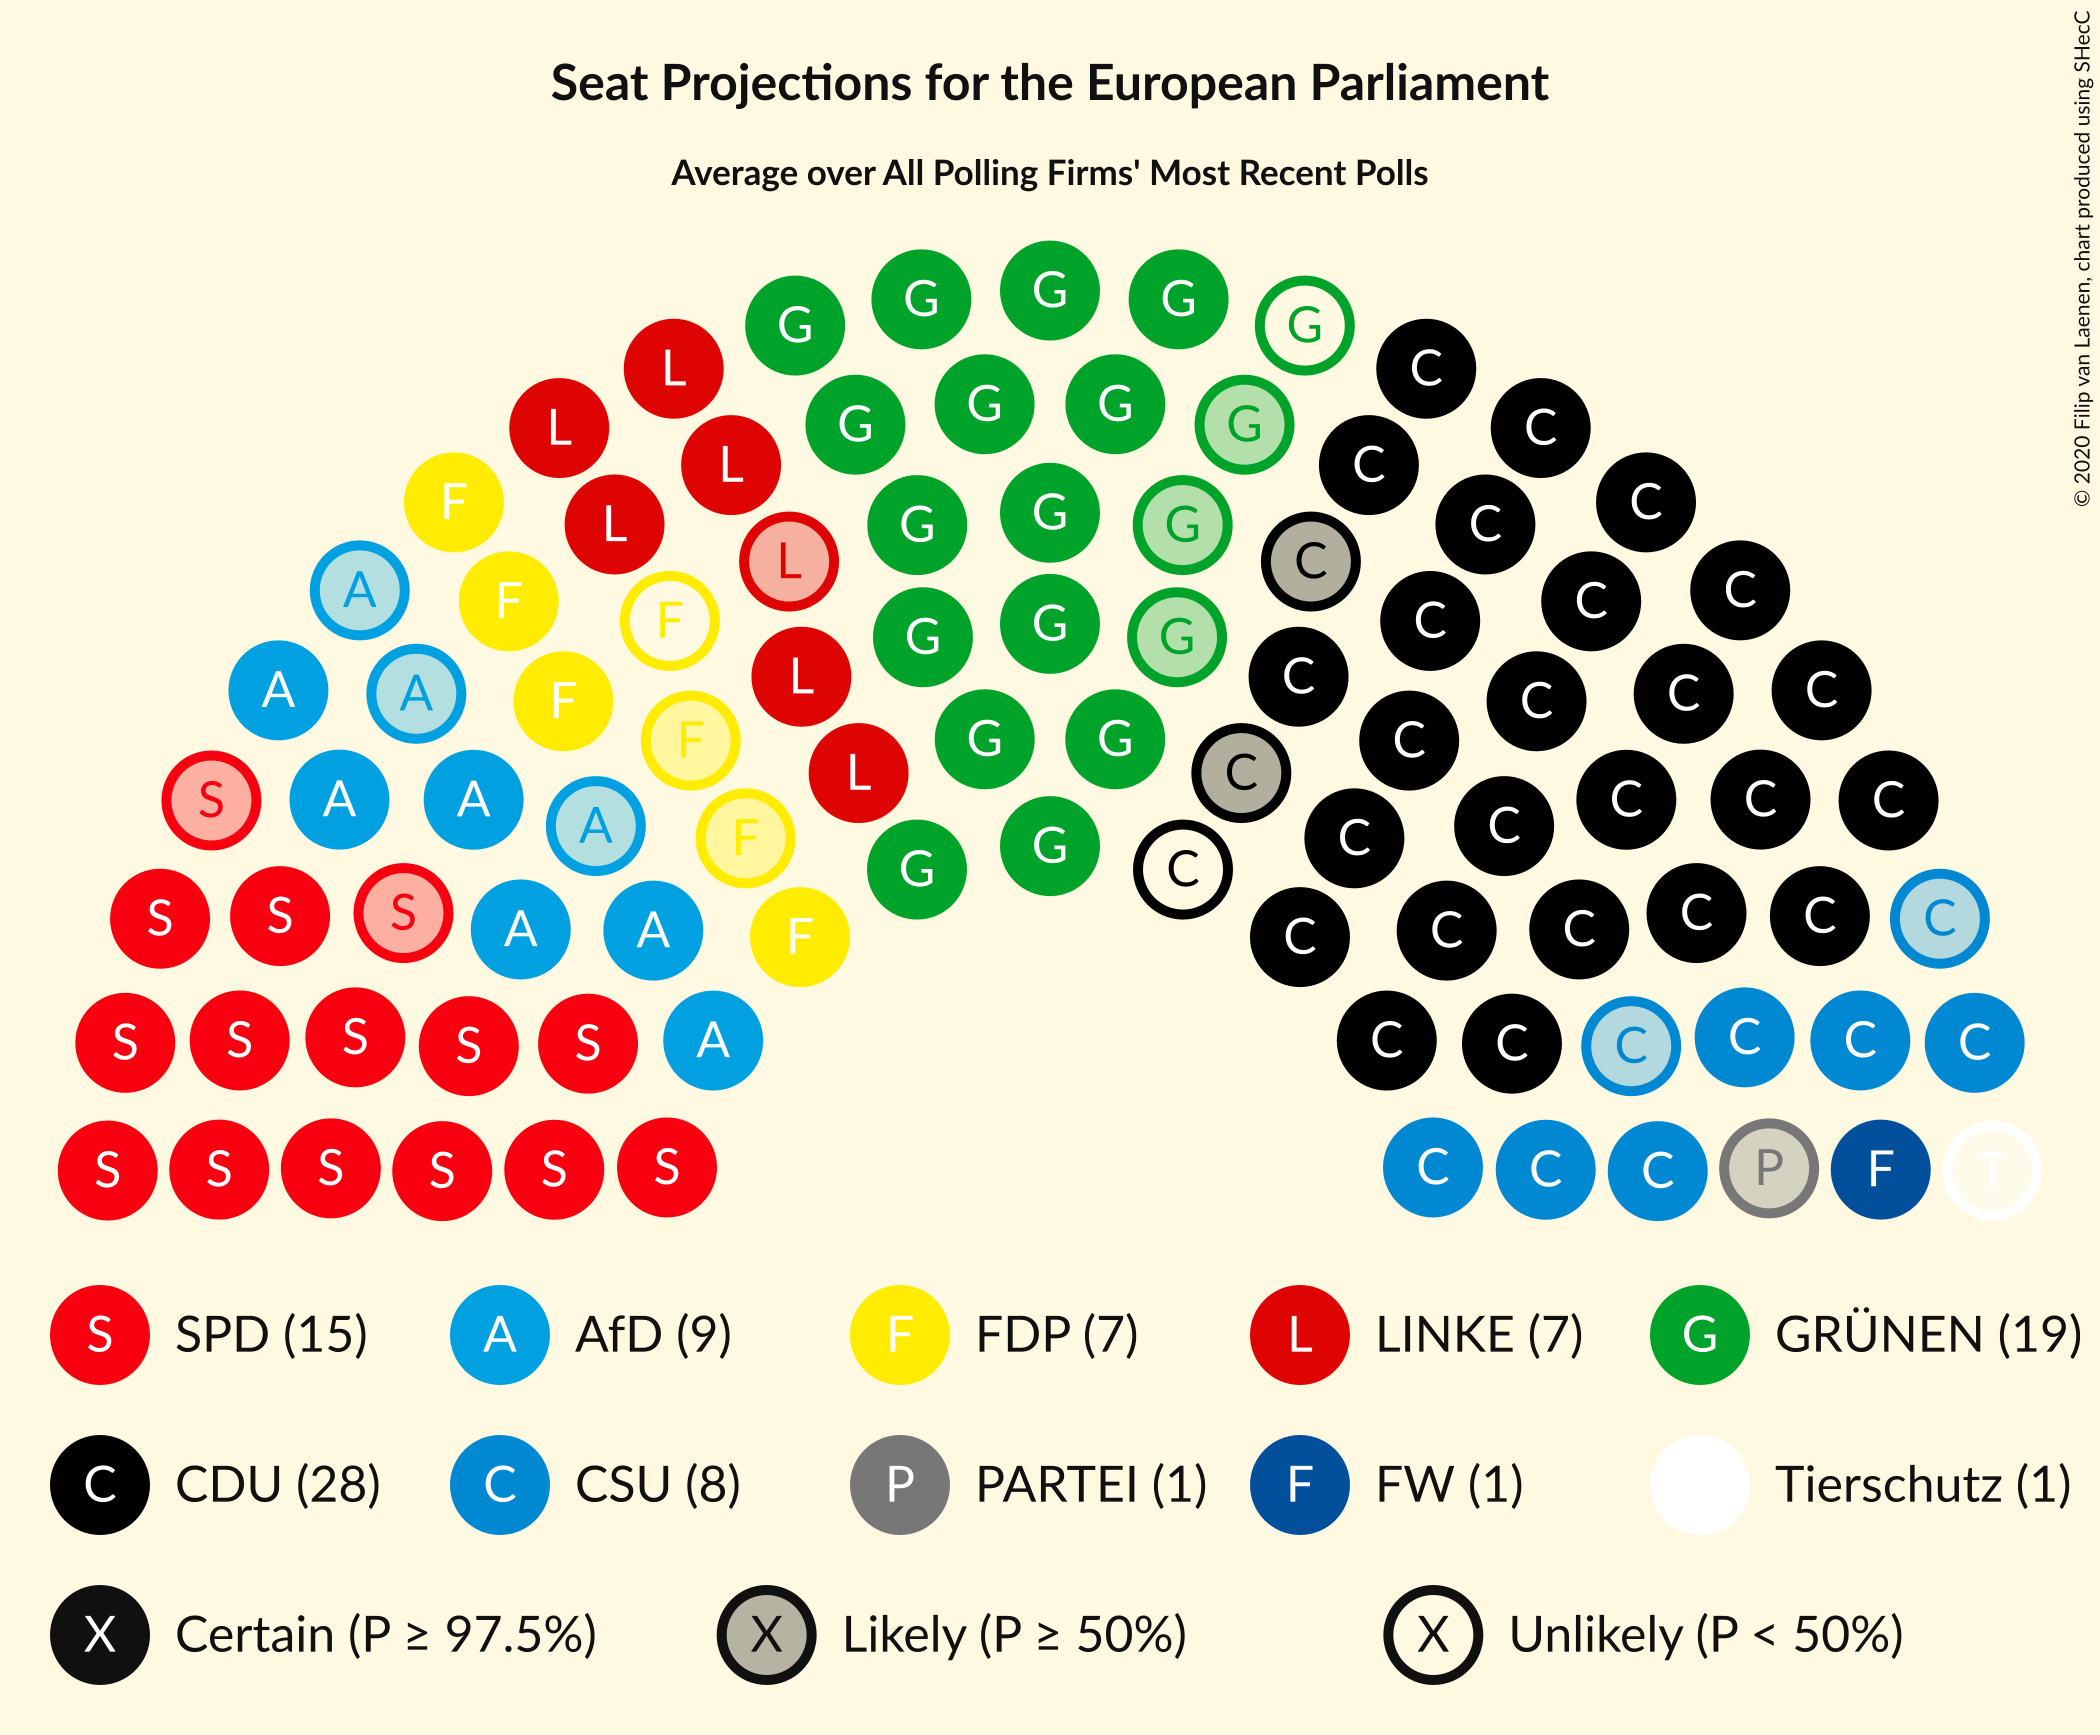 Seat Projections for the European Parliament
Average over All Polling Firms' Most Recent Polls
© 2020 Filip van Laenen, chart produced using SHecC
G G G G G
L C
G G G G
L C
L C
G G G
L C
F C
L C
L C
A F F C C C
G G G
L C
A A F C C C
F C
G G
S A A L C C C C
A F C C
G G C
S S S A A F C C C C C C
S S S S S A C C C C C C
S S S S S S C C C P F T
S SPD (15) A AfD (9) F FDP (7) L LINKE (7) G GRÜNEN (19)
C CDU (28) C CSU (8) P PARTEI (1) F FW (1) Tierschutz (1)
X Certain (P ≥ 97.5%) X Likely (P ≥ 50%) X Unlikely (P < 50%)